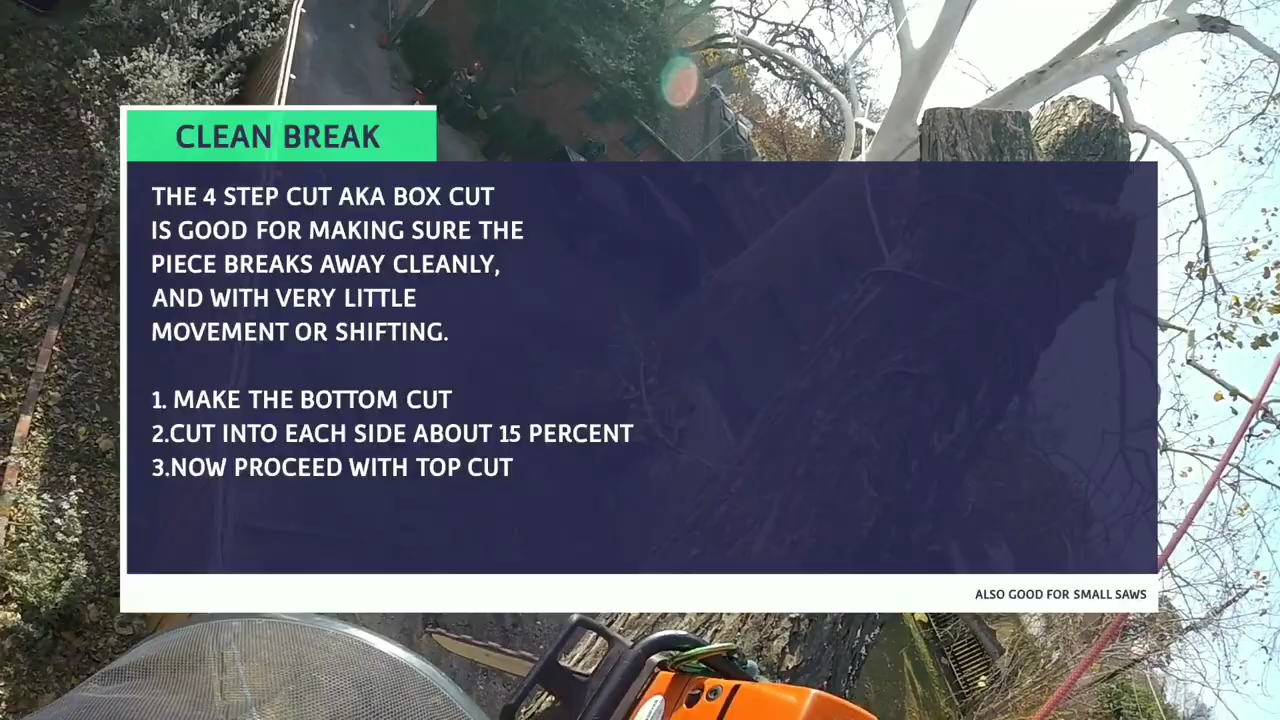 CLEAN BREAK
THE 4 STEP CUT AKA BOX CUT
IS GOOD FOR MAKING SURE THE
PIECE BREAKS AWAY CLEANLY,
AND WITH VERY LITTLE
MOVEMENT OR SHIFTING.
1. MAKE THE BOTTOM CUT
2.CUT INTO EACH SIDE ABOUT 15 PERCENT
3.NOW PROCEED WITH TOP CUT
ALSO GOOD FOR SMALL SAWS